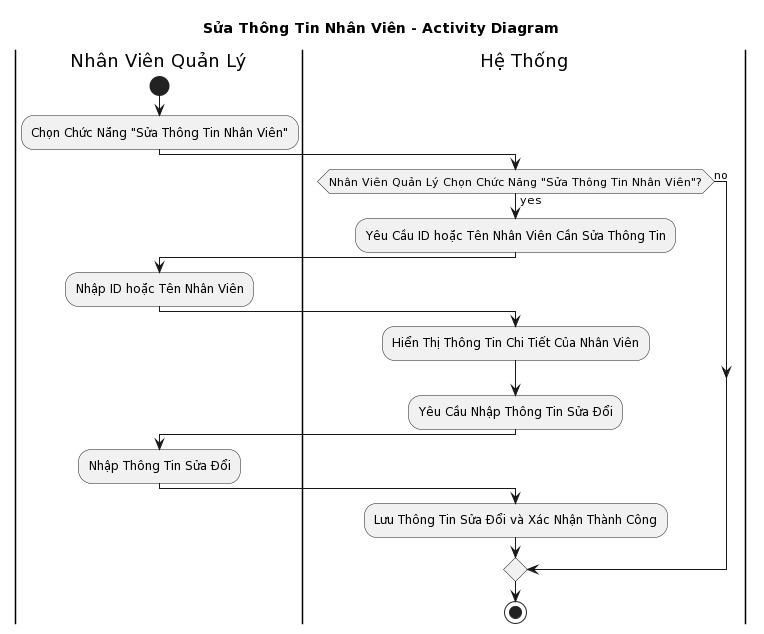 Sửa Thông Tin Nhân Viên - Activity Diagram
Nhân Viên Quản Lý
Hệ Thống
Chọn Chức Năng "Sửa Thông Tin Nhân Viên"
Nhân Viên Quản Lý Chọn Chức Năng "Sửa Thông Tin Nhân Viên"?
no
yes
Yêu Cầu ID hoặc Tên Nhân Viên Cần Sửa Thông Tin
Nhập ID hoặc Tên Nhân Viên
Hiển Thị Thông Tin Chi Tiết Của Nhân Viên
Yêu Cầu Nhập Thông Tin Sửa Đổi
Nhập Thông Tin Sửa Đổi
Lưu Thông Tin Sửa Đổi và Xác Nhận Thành Công